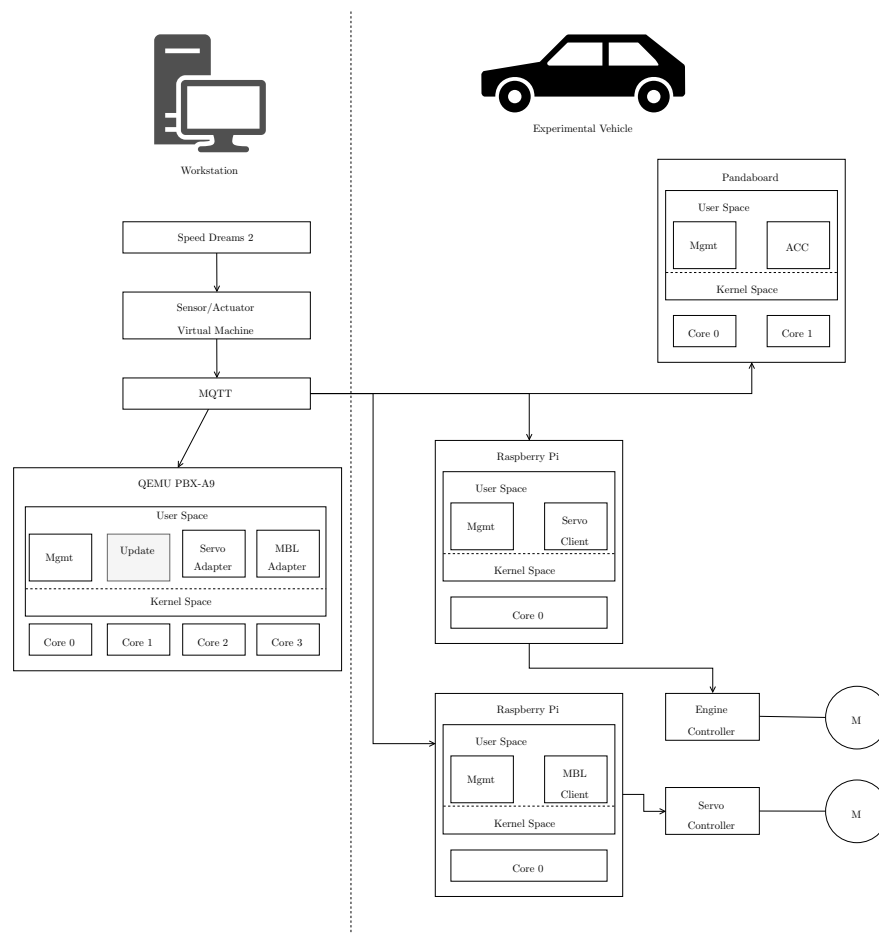 Workstation
Experimental Vehicle
Speed Dreams 2
Sensor/Actuator
Virtual Machine
MQTT
QEMU PBX-A9
User Space
Mgmt
Update
Servo
Adapter
MBL
Adapter
Kernel Space
Core 0
Core 1
Core 2
Core 3
Pandaboard
User Space
Mgmt
ACC
Kernel Space
Core 0
Core 1
Raspberry Pi
User Space
Mgmt
Servo
Client
Kernel Space
Core 0
Raspberry Pi
User Space
Mgmt
MBL
Client
Kernel Space
Core 0
Engine
Controller
M
Servo
Controller
M